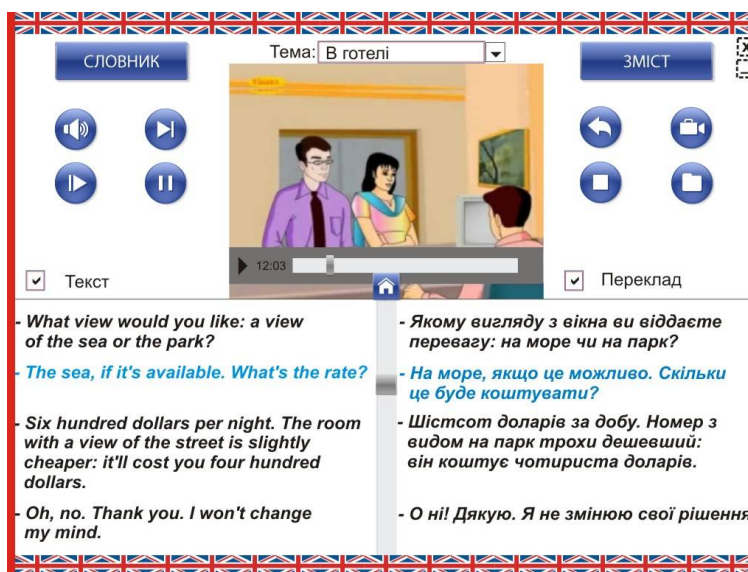 СЛОВНИК
Тема: В готелі
ЗМІСТ
12:03
Текст
Переклад
- What view would you like: a view
of the sea or the park?
- The sea, if it's available. What's the rate?
- Six hundred dollars per night. The room
with a view of the street is slightly
cheaper: it'll cost you four hundred
dollars.
- Oh, no. Thank you. I won't change
my mind.
- Якому вигляду з вікна ви віддаєте
перевагу: на море чи на парк?
- На море, якщо це можливо. Скільки
це буде коштувати?
- Шістсот доларів за добу. Номер з
видом на парк трохи дешевший:
він коштує чотириста доларів.
- О ні! Дякую. Я не змінюю свої рішення